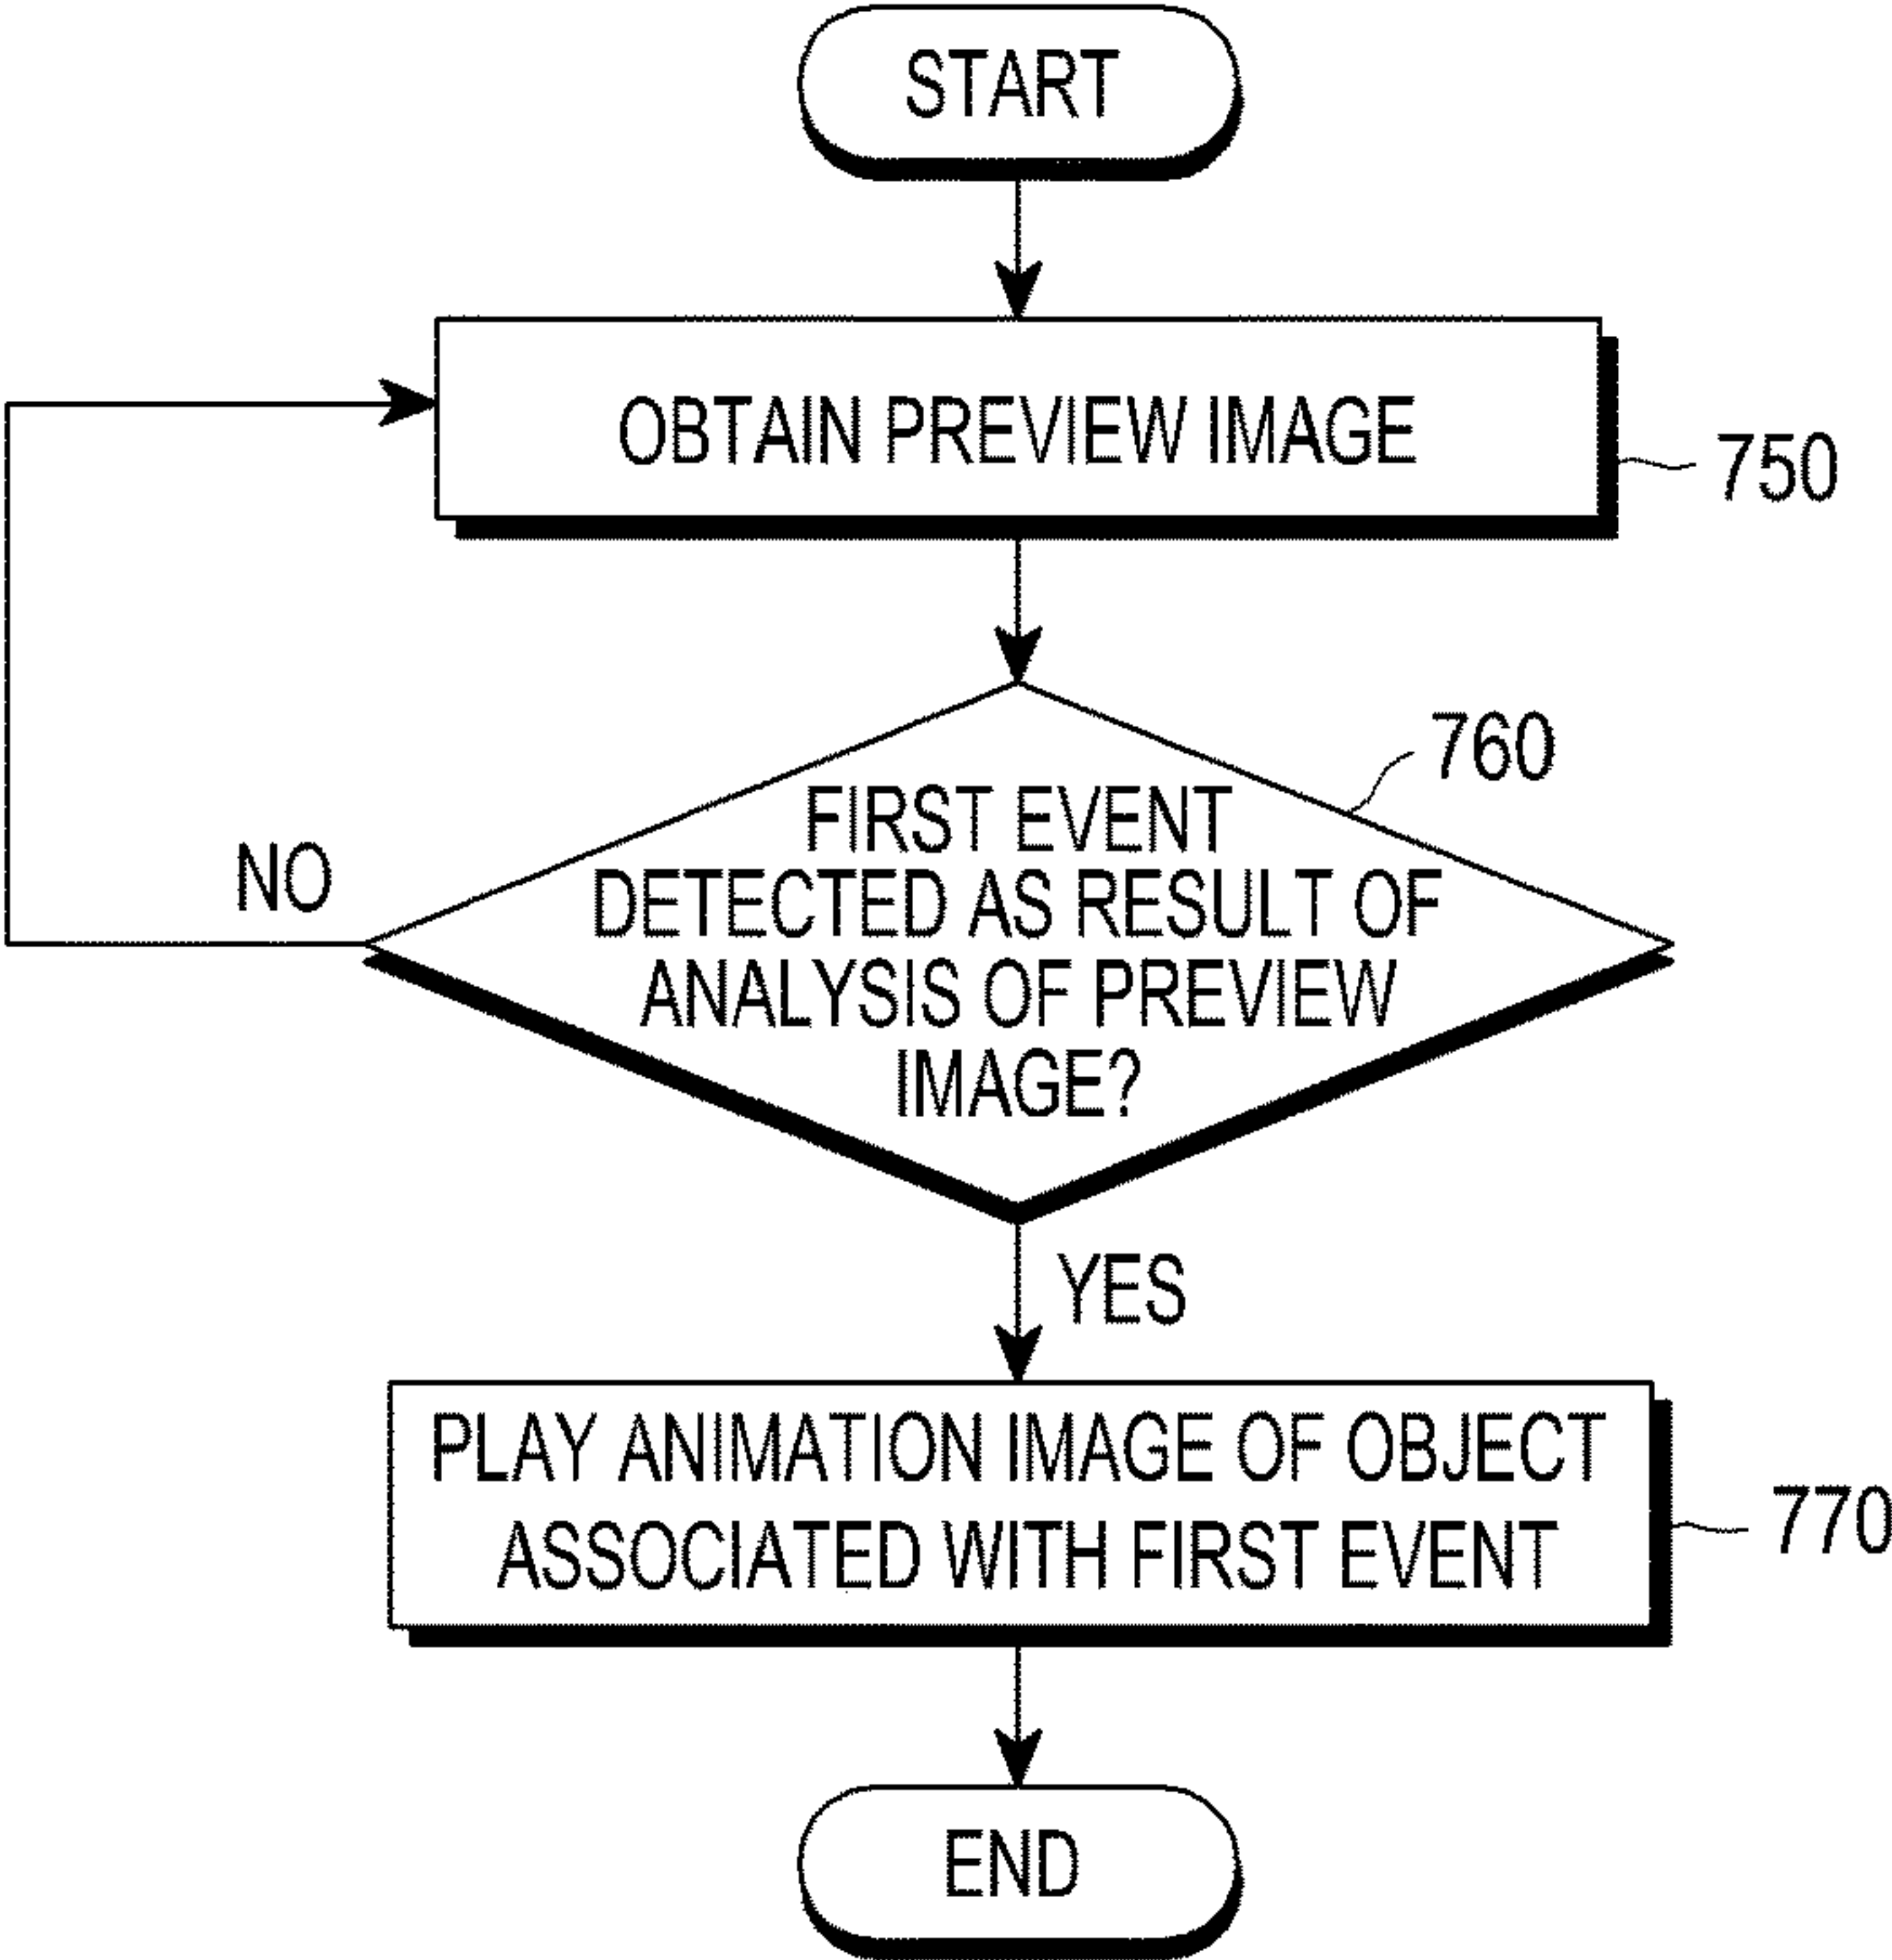 START
OBTAIN PREVIEW IMAGE
750
760
FIRST EVENT
DETECTED AS RESULT OF
ANALYSIS OF PREVIEW
IMAGE?
NO
YES
PLAY ANIMATION IMAGE OF OBJECT
ASSOCIATED WITH FIRST EVENT
770
END